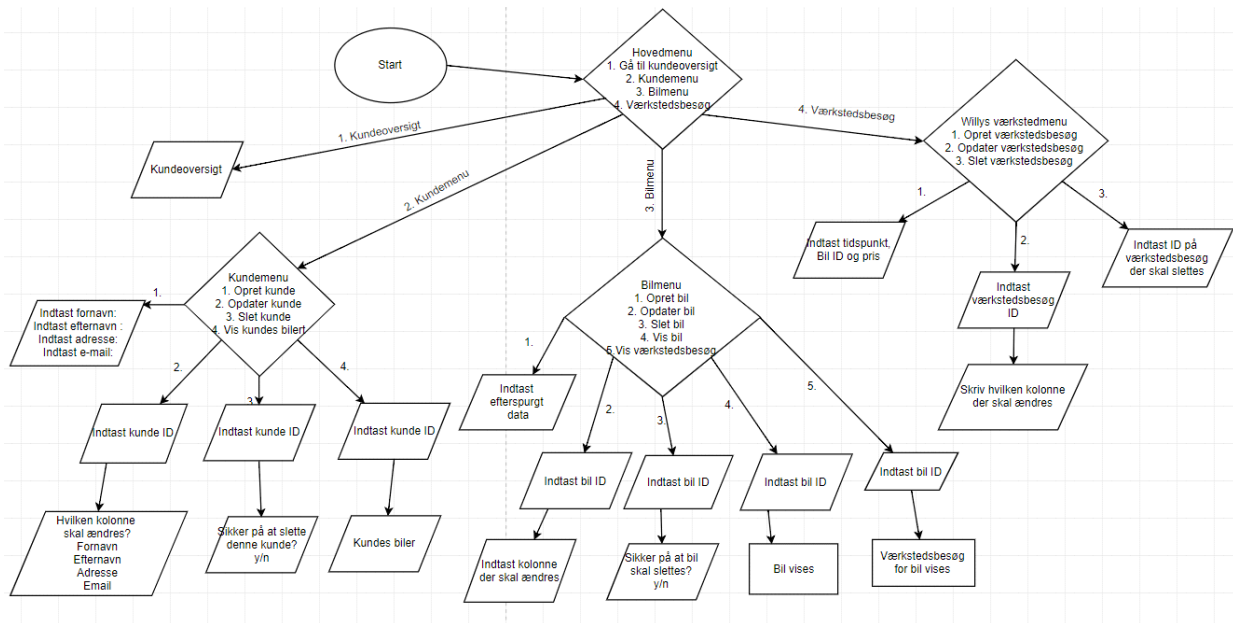 Start
Hovedmenu
1. Gå til kundeoversigt
2. Kundemenu
3. Bilmenu
4. Værkstedsbesøg
1. Kundeoversigt
2. Kundemenu
3. Bilmenu
4. Værkstedsbesøg
Kundeoversigt
Willys værkstedmenu
1. Opret værkstedsbesøg
2. Opdater værkstedsbesøg
3. Slet værkstedsbesøg
1.
2.
3.
Indtast tidspunkt,
Bil ID og pris
Indtast
værkstedsbesøg
ID
Indtast ID på
værkstedsbesøg
der skal slettes
Skriv hvilken kolonne
der skal ændres
Kundemenu
1. Opret kunde
2. Opdater kunde
3. Slet kunde
4. Vis kundes bilert
1.
2.
3.
4.
Indtast fornavn:
Indtast efternavn :
Indtast adresse:
Indtast e-mail:
Indtast kunde ID
Indtast kunde ID
Indtast kunde ID
Hvilken kolonne
skal ændres?
Fornavn
Efternavn
Adresse
Email
Sikker på at slette
denne kunde?
y/n
Kundes biler
Bilmenu
1. Opret bil
2. Opdater bil
3. Slet bil
4. Vis bil
5.Vis værkstedsbesøg
1.
2.
3.
4.
5.
Indtast
efterspurgt
data
Indtast bil ID
Indtast bil ID
Indtast bil ID
Indtast bil ID
Indtast kolonne
der skal ændres
Sikker på at bil
skal slettes?
y/n
Bil vises
Værkstedsbesøg
for bil vises